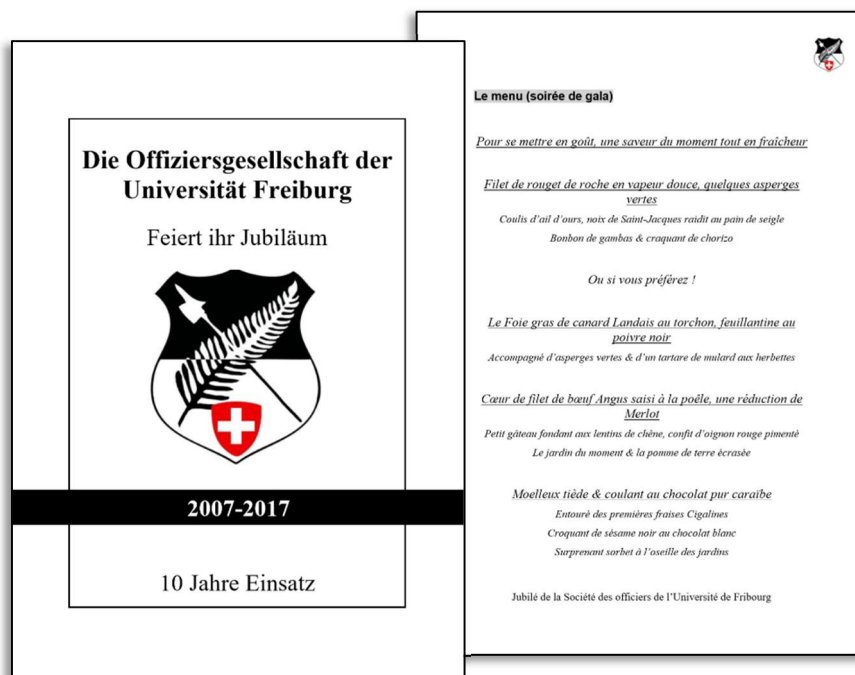 Die Offiziersgesellschaft der
Universität Freiburg
Feiert ihr Jubiläum
2007-2017
10 Jahre Einsatz
Le menu (soirée de gala)
Pour se mettre en goût, une saveur du moment tout en fraîcheur
Filet de rouget de roche en vapeur douce, quelques asperges
vertes
Coulis d'ail d'ours, noix de Saint-Jacques raidit au pain de seigle
Bonbon de gambas & craquant de chorizo
Ou si vous préférez !
Le Foie gras de canard Landais au torchon, feuillantine au
poivre noir
Accompagné d'asperges vertes & d'un tartare de mulard aux herbettes
Cœur de filet de bœuf Angus saisi à la poêle, une réduction de
Merlot
Petit gâteau fondant aux lentins de chêne, confit d'oignon rouge pimenté
Le jardin du moment & la pomme de terre écrasée
Moelleux tiède & coulant au chocolat pur caraïbe
Entouré des premières fraises Cigalines
Croquant de sésame noir au chocolat blanc
Surprenant sorbet à l'oseille des jardins
Jubilé de la Société des officiers de l'Université de Fribourg